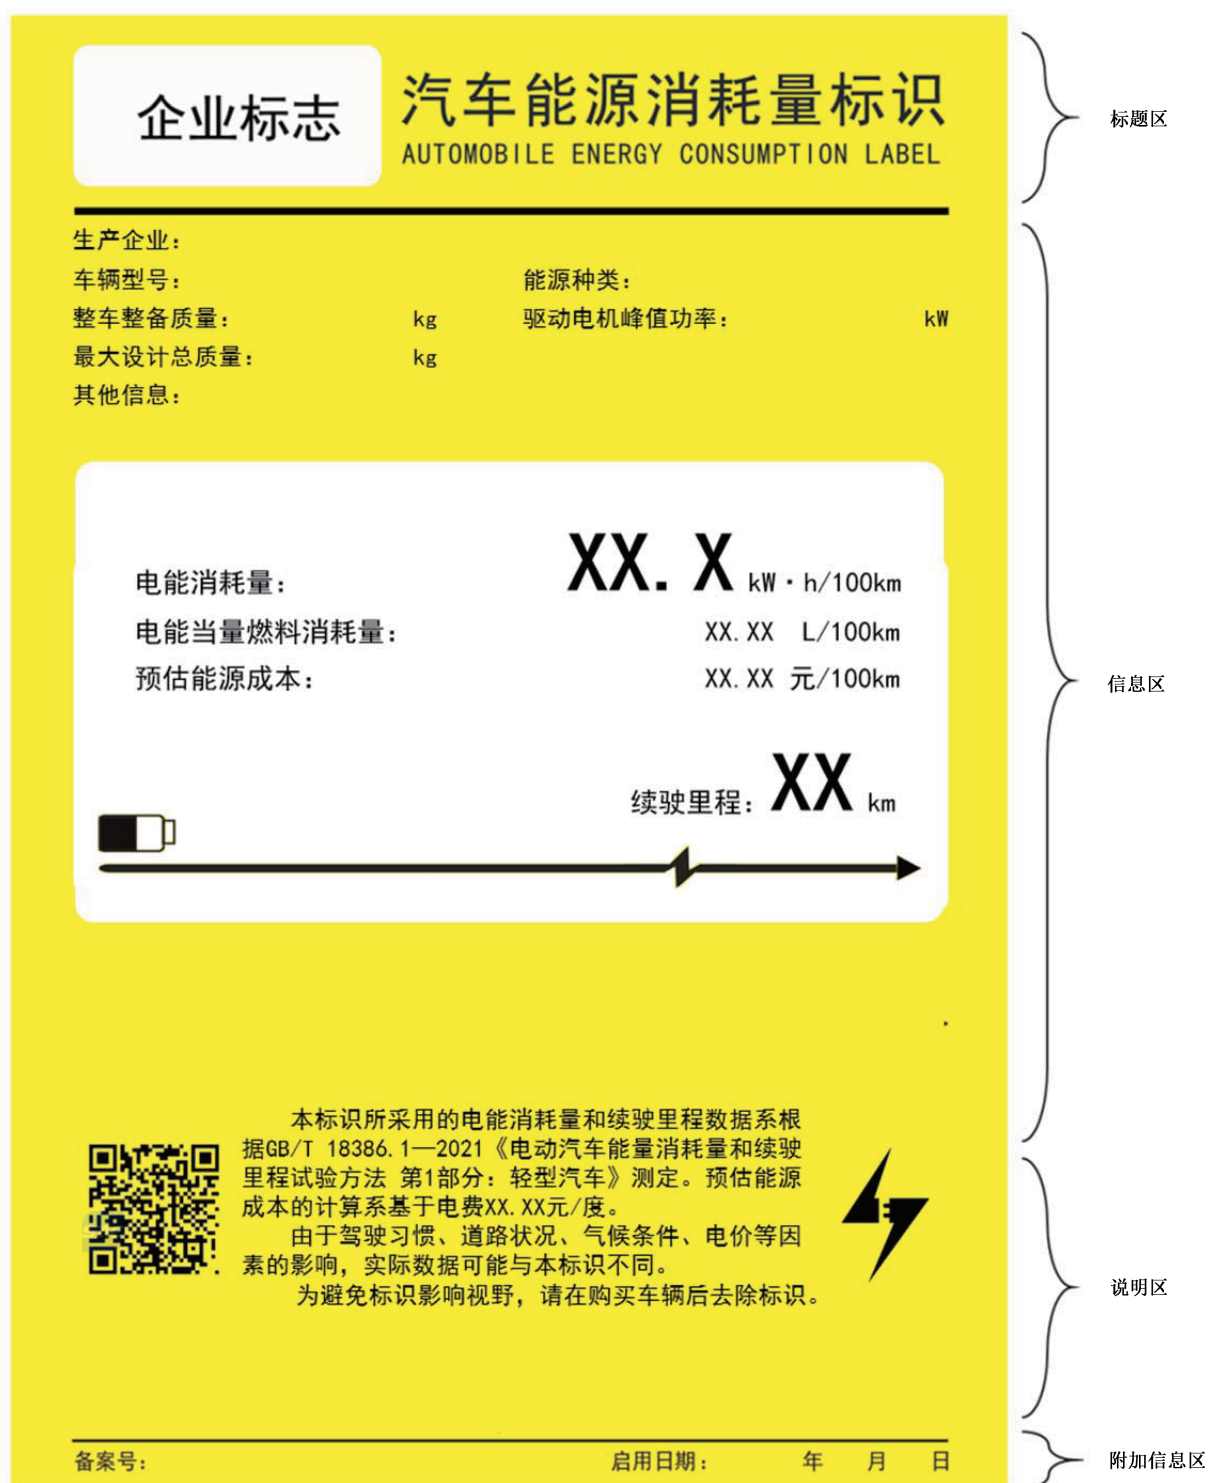 企业标志
汽车能源消耗量标识
AUTOMOBILE ENERGY CONSUMPTION LABEL
标题区
生产企业：
车辆型号： 能源种类：
整车整备质量： kg 驱动电机峰值功率： kW
最大设计总质量： kg
其他信息：
电能消耗量： XX.X kW·h/100km
电能当量燃料消耗量： XX.XX L/100km
预估能源成本： XX.XX 元/100km
信息区
续驶里程： XX km
本标识所采用的电能消耗量和续驶里程数据系根
据GB/T 18386.1—2021《电动汽车能量消耗量和续驶
里程试验方法 第1部分：轻型汽车》测定。预估能源
成本的计算系基于电费XX.XX元/度。
由于驾驶习惯、道路状况、气候条件、电价等因
素的影响，实际数据可能与本标识不同。
为避免标识影响视野，请在购买车辆后去除标识。
说明区
备案号： 启用日期： 年 月 日
附加信息区